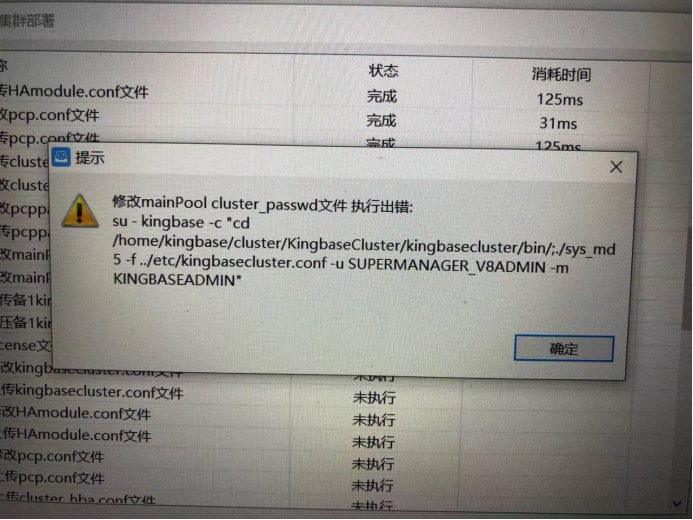 集群部署
称
状态
消耗时间
传HAmodule.conf文件
完成
125ms
改pcp.conf文件
完成
31ms
传pcp.conf文件
完成
125ms
提示
修改mainPool cluster_passwd文件 执行出错:
su - kingbase -c "cd
/home/kingbase/cluster/KingbaseCluster/kingbasecluster/bin/;./sys_md
5 -f ../etc/kingbasecluster.conf -u SUPERMANAGER_V8ADMIN -m
KINGBASEADMIN"
确定
传cluste
改cluste
改pcppa
传pcppa
改mainP
改mainP
传备1kin
压备1kin
cense文
改kingbasecluster.conf文件
未执行
传kingbasecluster.conf文件
未执行
改HAmodule.conf文件
未执行
上传HAmodule.conf文件
未执行
修改pcp.conf文件
未执行
上传pcp.conf文件
未执行
上传cluster_hba.conf文件
未执行